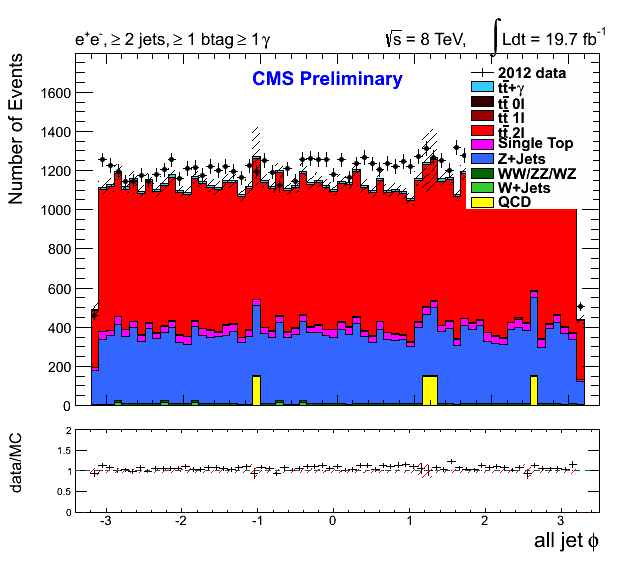 e⁺e⁻, ≥ 2 jets, ≥ 1 btag ≥ 1γ √s = 8 TeV, ∫ Ldt = 19.7 fb⁻¹
CMS Preliminary
2012 data
tt̄+γ
tt̄ 0l
tt̄ 1l
tt̄ 2l
Single Top
Z+Jets
WW/ZZ/WZ
W+Jets
QCD
Number of Events
1600
1400
1200
1000
800
600
400
200
0
data/MC
2
1.5
1
0.5
0
-3 -2 -1 0 1 2 3
all jet ϕ